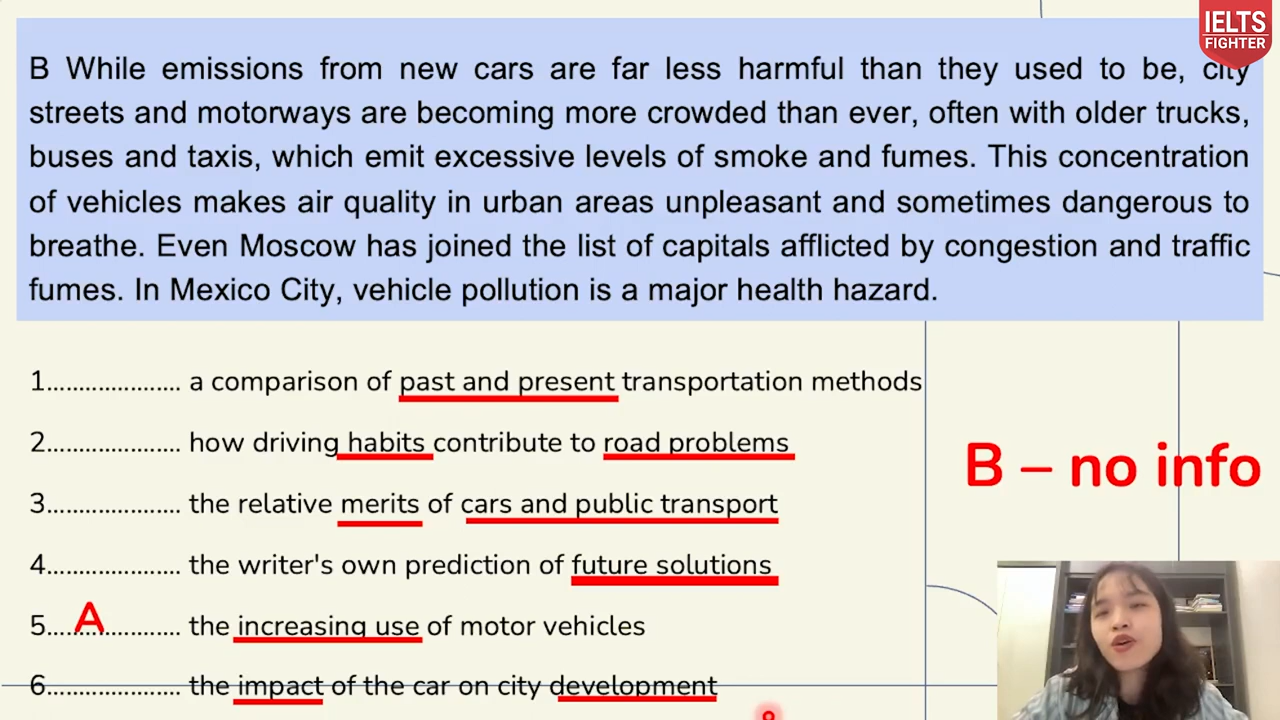 IELTS
FIGHTER
B While emissions from new cars are far less harmful than they used to be, city
streets and motorways are becoming more crowded than ever, often with older trucks,
buses and taxis, which emit excessive levels of smoke and fumes. This concentration
of vehicles makes air quality in urban areas unpleasant and sometimes dangerous to
breathe. Even Moscow has joined the list of capitals afflicted by congestion and traffic
fumes. In Mexico City, vehicle pollution is a major health hazard.
1..................... a comparison of past and present transportation methods
2..................... how driving habits contribute to road problems
B – no info
3..................... the relative merits of cars and public transport
4..................... the writer's own prediction of future solutions
5.....A............... the increasing use of motor vehicles
6..................... the impact of the car on city development